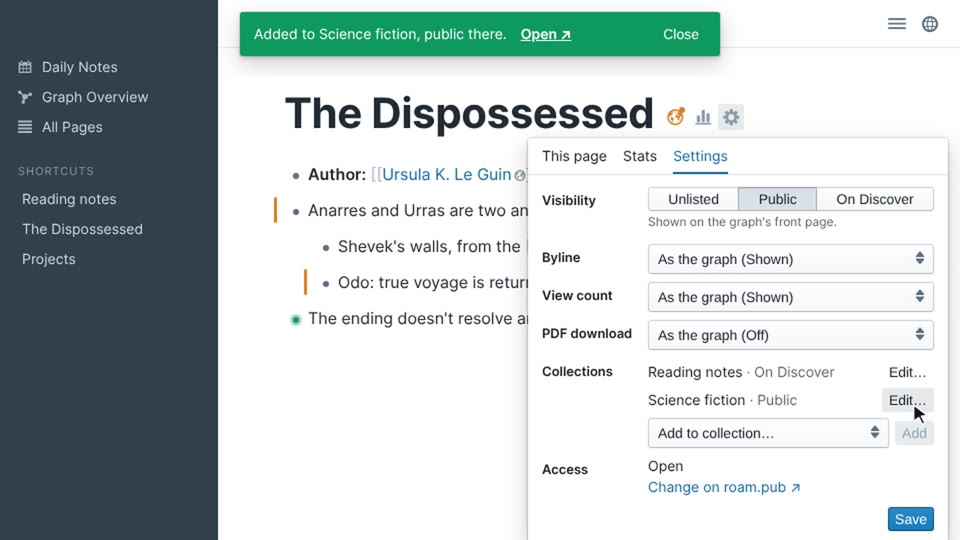 Added to Science fiction, public there. Open ↗ Close
Daily Notes
Graph Overview
All Pages
SHORTCUTS
Reading notes
The Dispossessed
Projects
The Dispossessed
Author: [[Ursula K. Le Guin
Anarres and Urras are two an
Shevek's walls, from the
Odo: true voyage is return
The ending doesn't resolve
This page Stats Settings
Visibility Unlisted Public On Discover
Shown on the graph's front page.
Byline As the graph (Shown)
View count As the graph (Shown)
PDF download As the graph (Off)
Collections Reading notes · On Discover Edit…
Science fiction · Public Edit…
Add to collection… Add
Access Open
Change on roam.pub ↗
Save